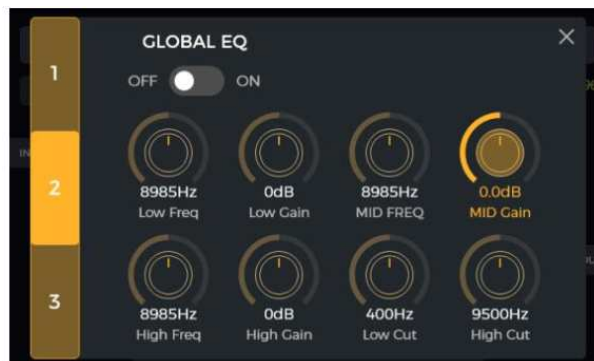 GLOBAL EQ
1
OFF ON
IN
2
8985Hz 0dB 8985Hz 0.0dB
Low Freq Low Gain MID FREQ MID Gain
3
8985Hz 0dB 400Hz 9500Hz
High Freq High Gain Low Cut High Cut